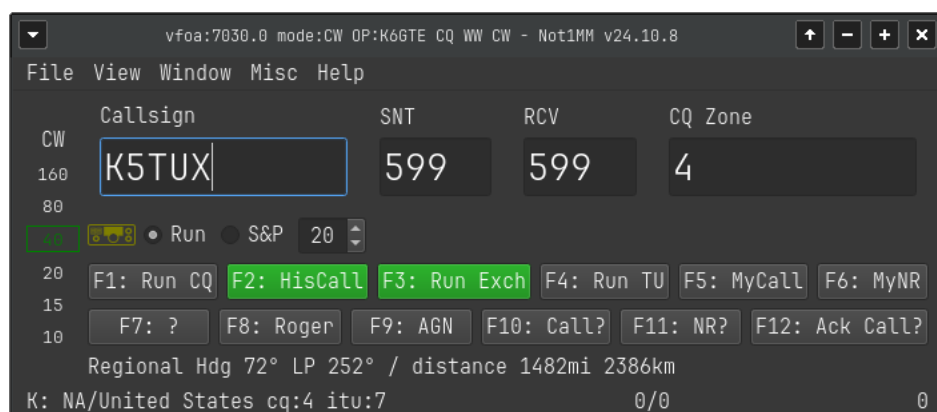 vfoa:7030.0 mode:CW OP:K6GTE CQ WW CW - Not1MM v24.10.8
File View Window Misc Help
Callsign SNT RCV CQ Zone
CW
K5TUX 599 599 4
160
80
40 Run S&P 20
20
F1: Run CQ F2: HisCall F3: Run Exch F4: Run TU F5: MyCall F6: MyNR
15
F7: ? F8: Roger F9: AGN F10: Call? F11: NR? F12: Ack Call?
10
Regional Hdg 72° LP 252° / distance 1482mi 2386km
K: NA/United States cq:4 itu:7 0/0 0